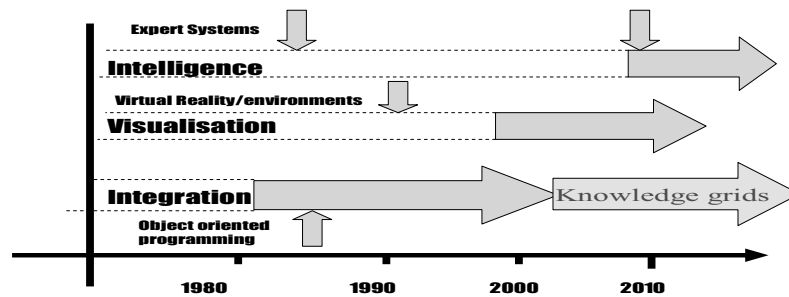 Expert Systems
Intelligence
Virtual Reality/environments
Visualisation
Integration
Knowledge grids
Object oriented
programming
1980
1990
2000
2010